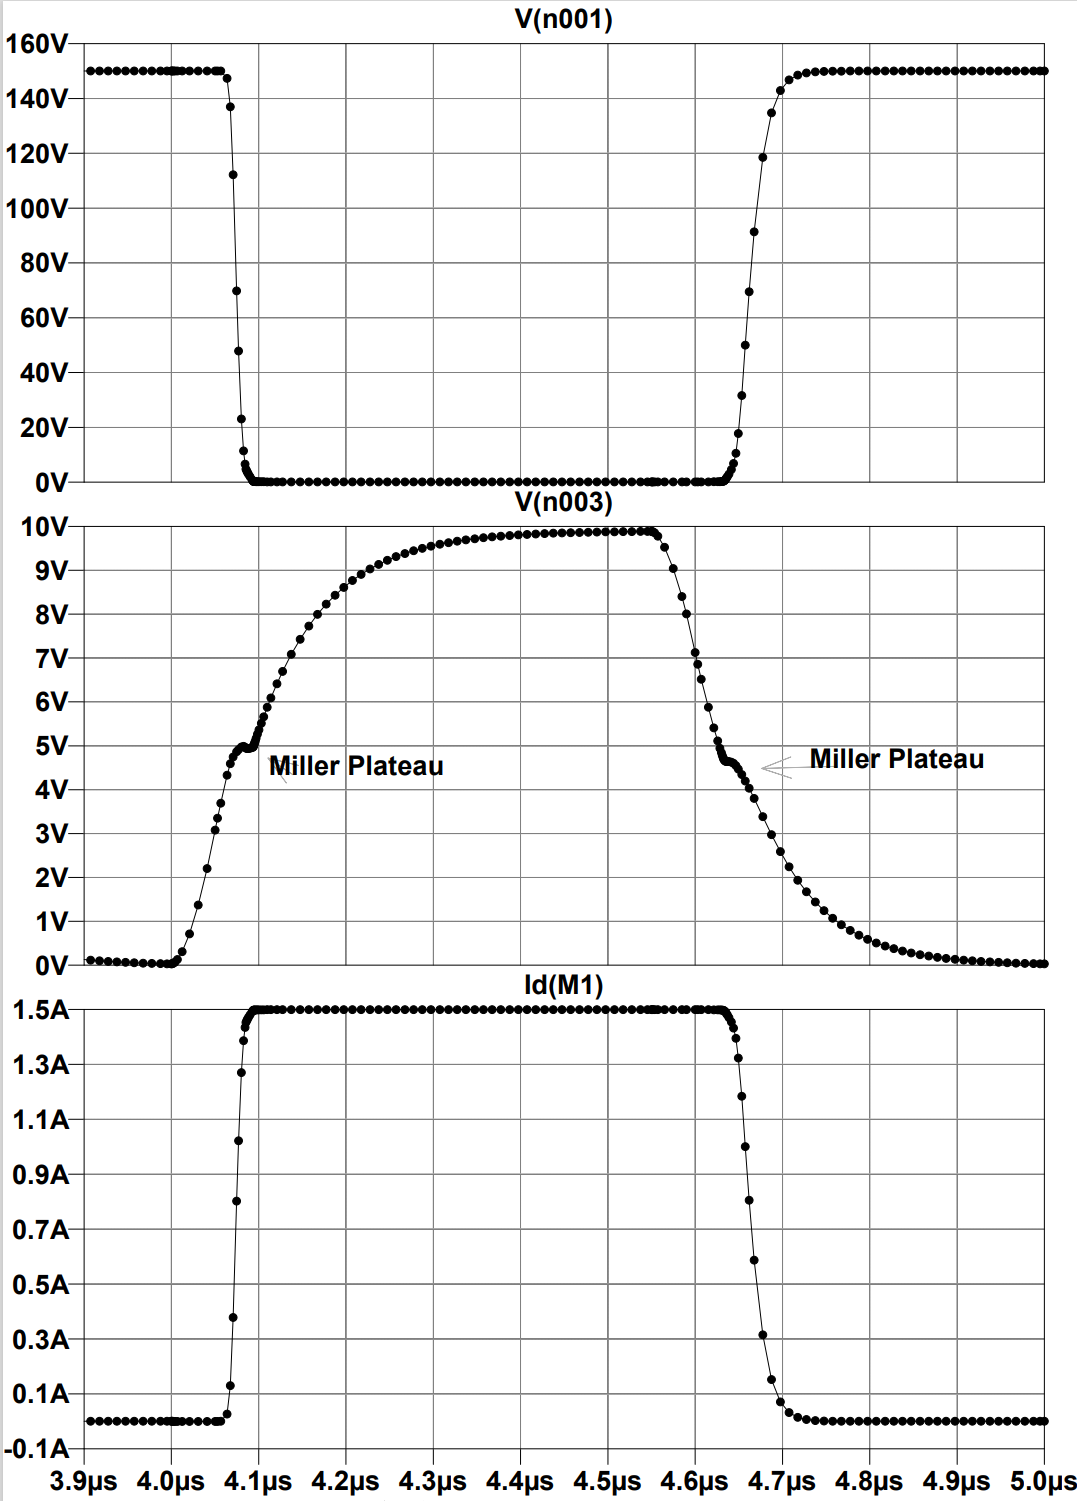 V(n001)
160V
140V
120V
100V
80V
60V
40V
20V
0V
V(n003)
10V
9V
8V
7V
6V
5V
4V
3V
2V
1V
0V
Miller Plateau
Miller Plateau
Id(M1)
1.5A
1.3A
1.1A
0.9A
0.7A
0.5A
0.3A
0.1A
-0.1A
3.9µs 4.0µs 4.1µs 4.2µs 4.3µs 4.4µs 4.5µs 4.6µs 4.7µs 4.8µs 4.9µs 5.0µs